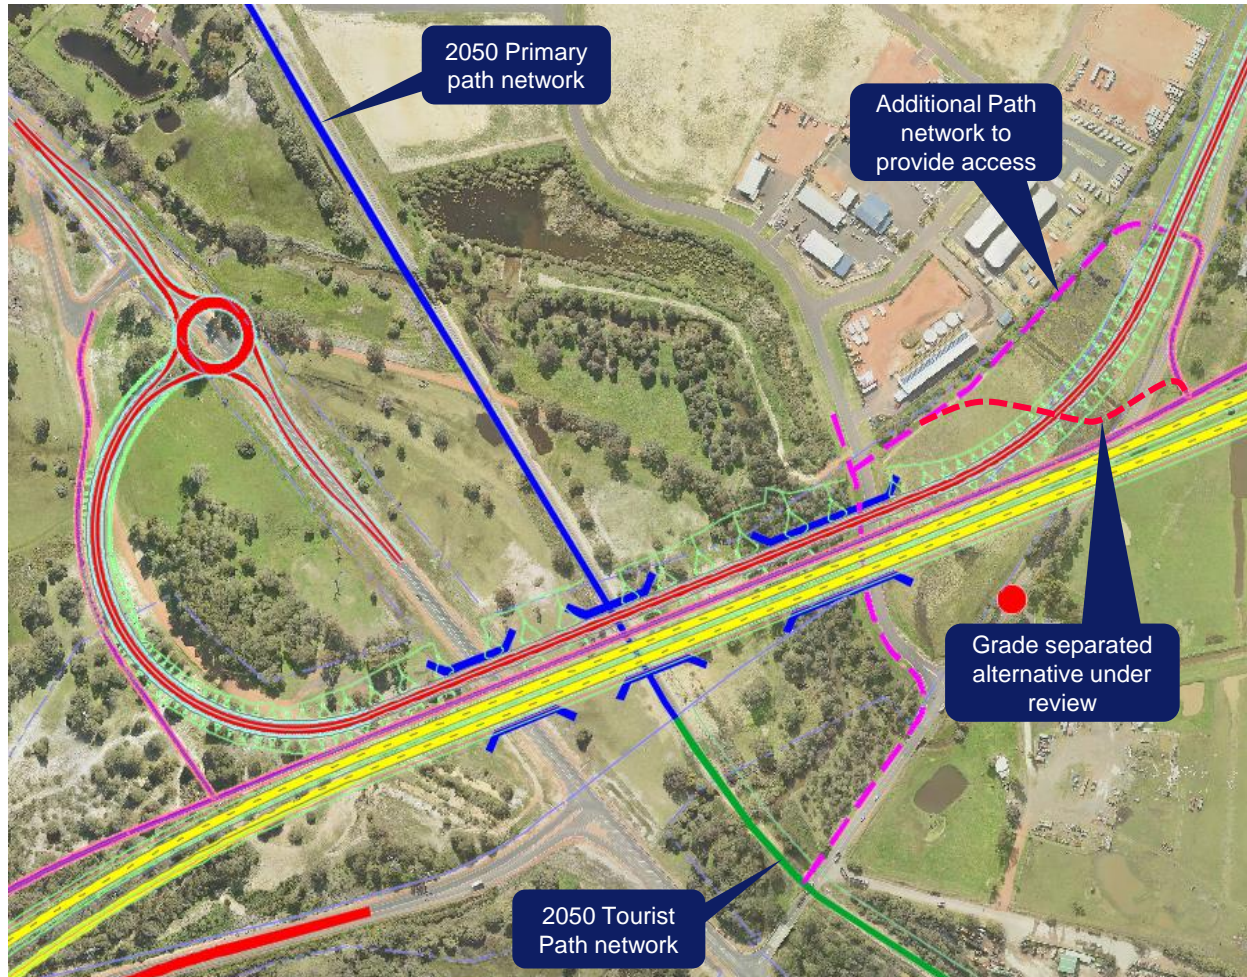 2050 Primary
path network
Additional Path
network to
provide access
Grade separated
alternative under
review
2050 Tourist
Path network